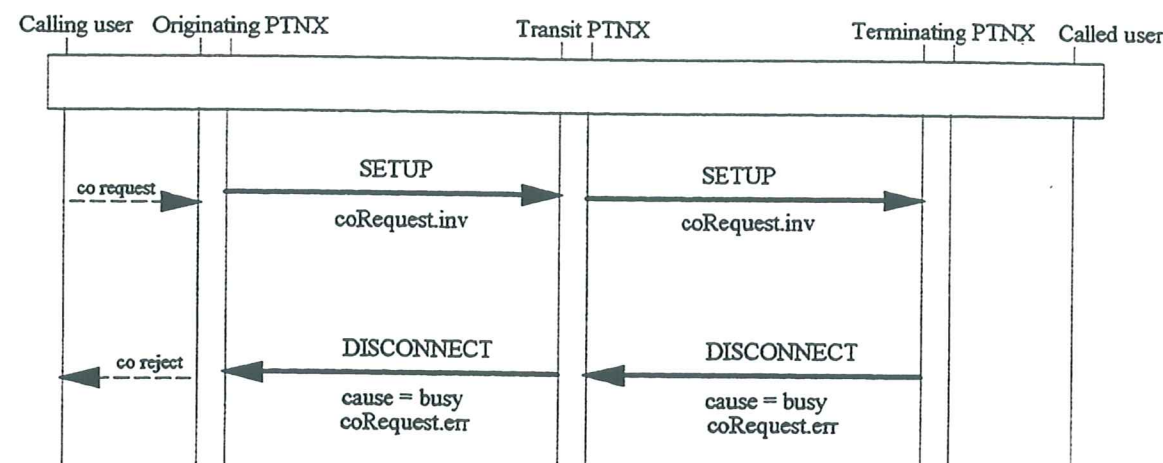 Calling user Originating PTNX Transit PTNX Terminating PTNX Called user
co request
SETUP
coRequest.inv
SETUP
coRequest.inv
co reject
DISCONNECT
cause = busy
coRequest.err
DISCONNECT
cause = busy
coRequest.err